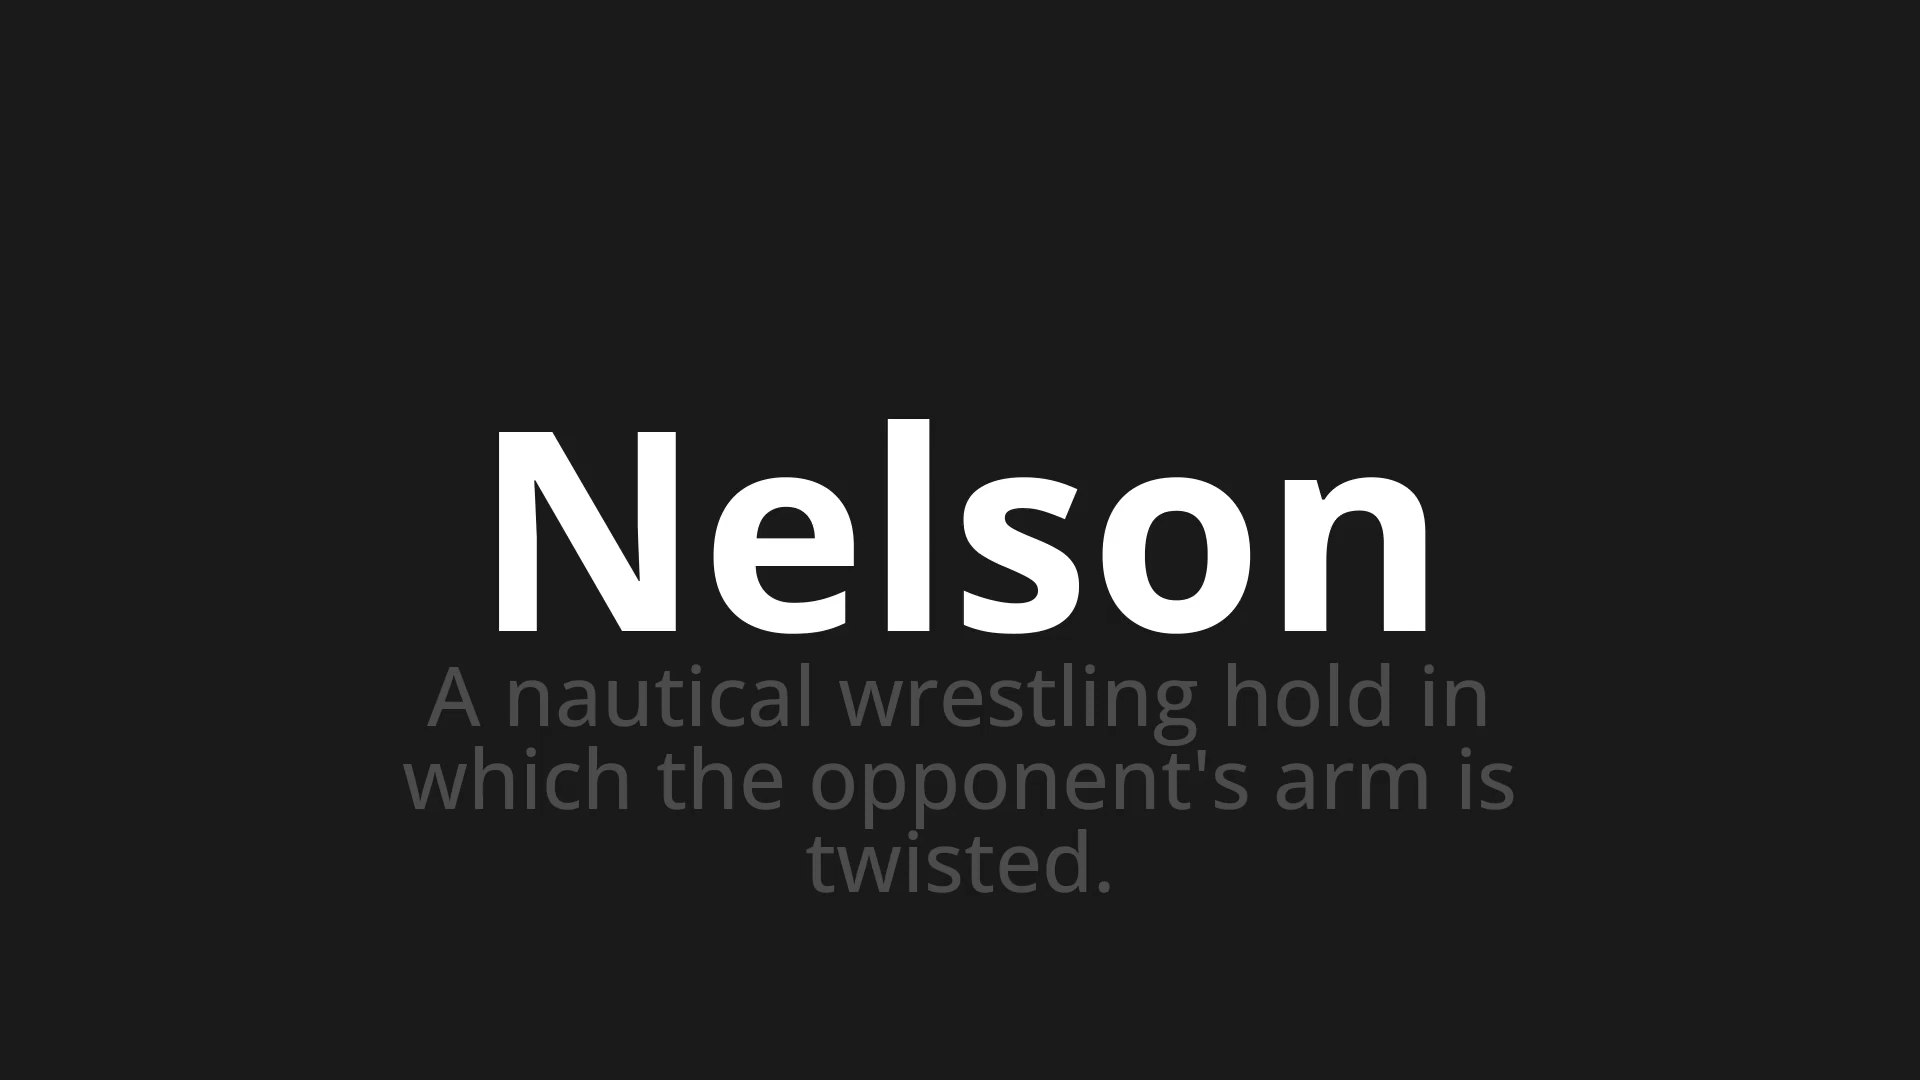 Nelson
A nautical wrestling hold in
which the opponent's arm is
twisted.